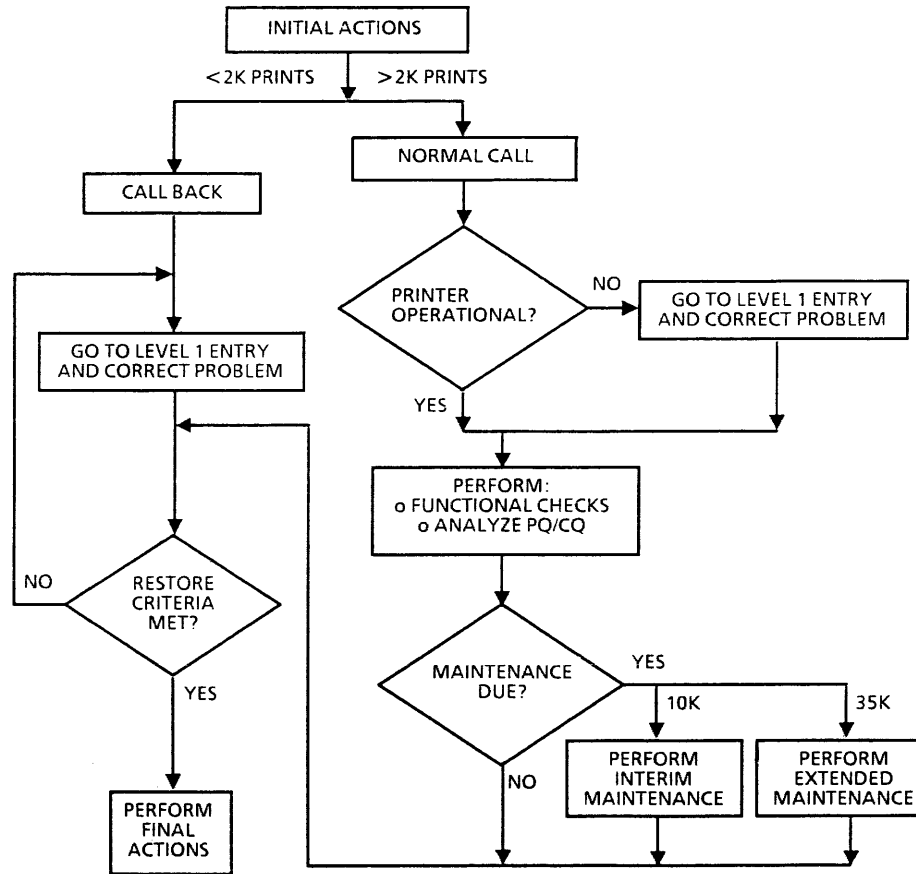 INITIAL ACTIONS
<2K PRINTS
>2K PRINTS
NORMAL CALL
CALL BACK
PRINTER
OPERATIONAL?
NO
GO TO LEVEL 1 ENTRY
AND CORRECT PROBLEM
GO TO LEVEL 1 ENTRY
AND CORRECT PROBLEM
YES
PERFORM:
o FUNCTIONAL CHECKS
o ANALYZE PQ/CQ
NO
RESTORE
CRITERIA
MET?
YES
MAINTENANCE
DUE?
YES
10K
35K
NO
PERFORM
INTERIM
MAINTENANCE
PERFORM
EXTENDED
MAINTENANCE
PERFORM
FINAL
ACTIONS